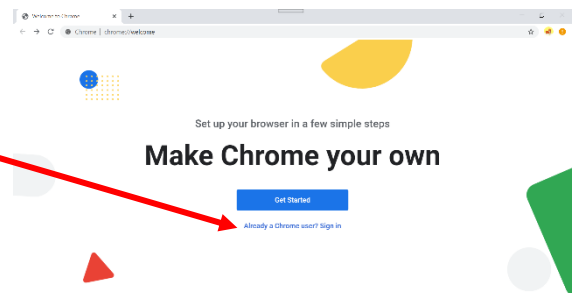 Welcome to Chrome
Chrome | chrome://welcome
Set up your browser in a few simple steps
Make Chrome your own
Get Started
Already a Chrome user? Sign in